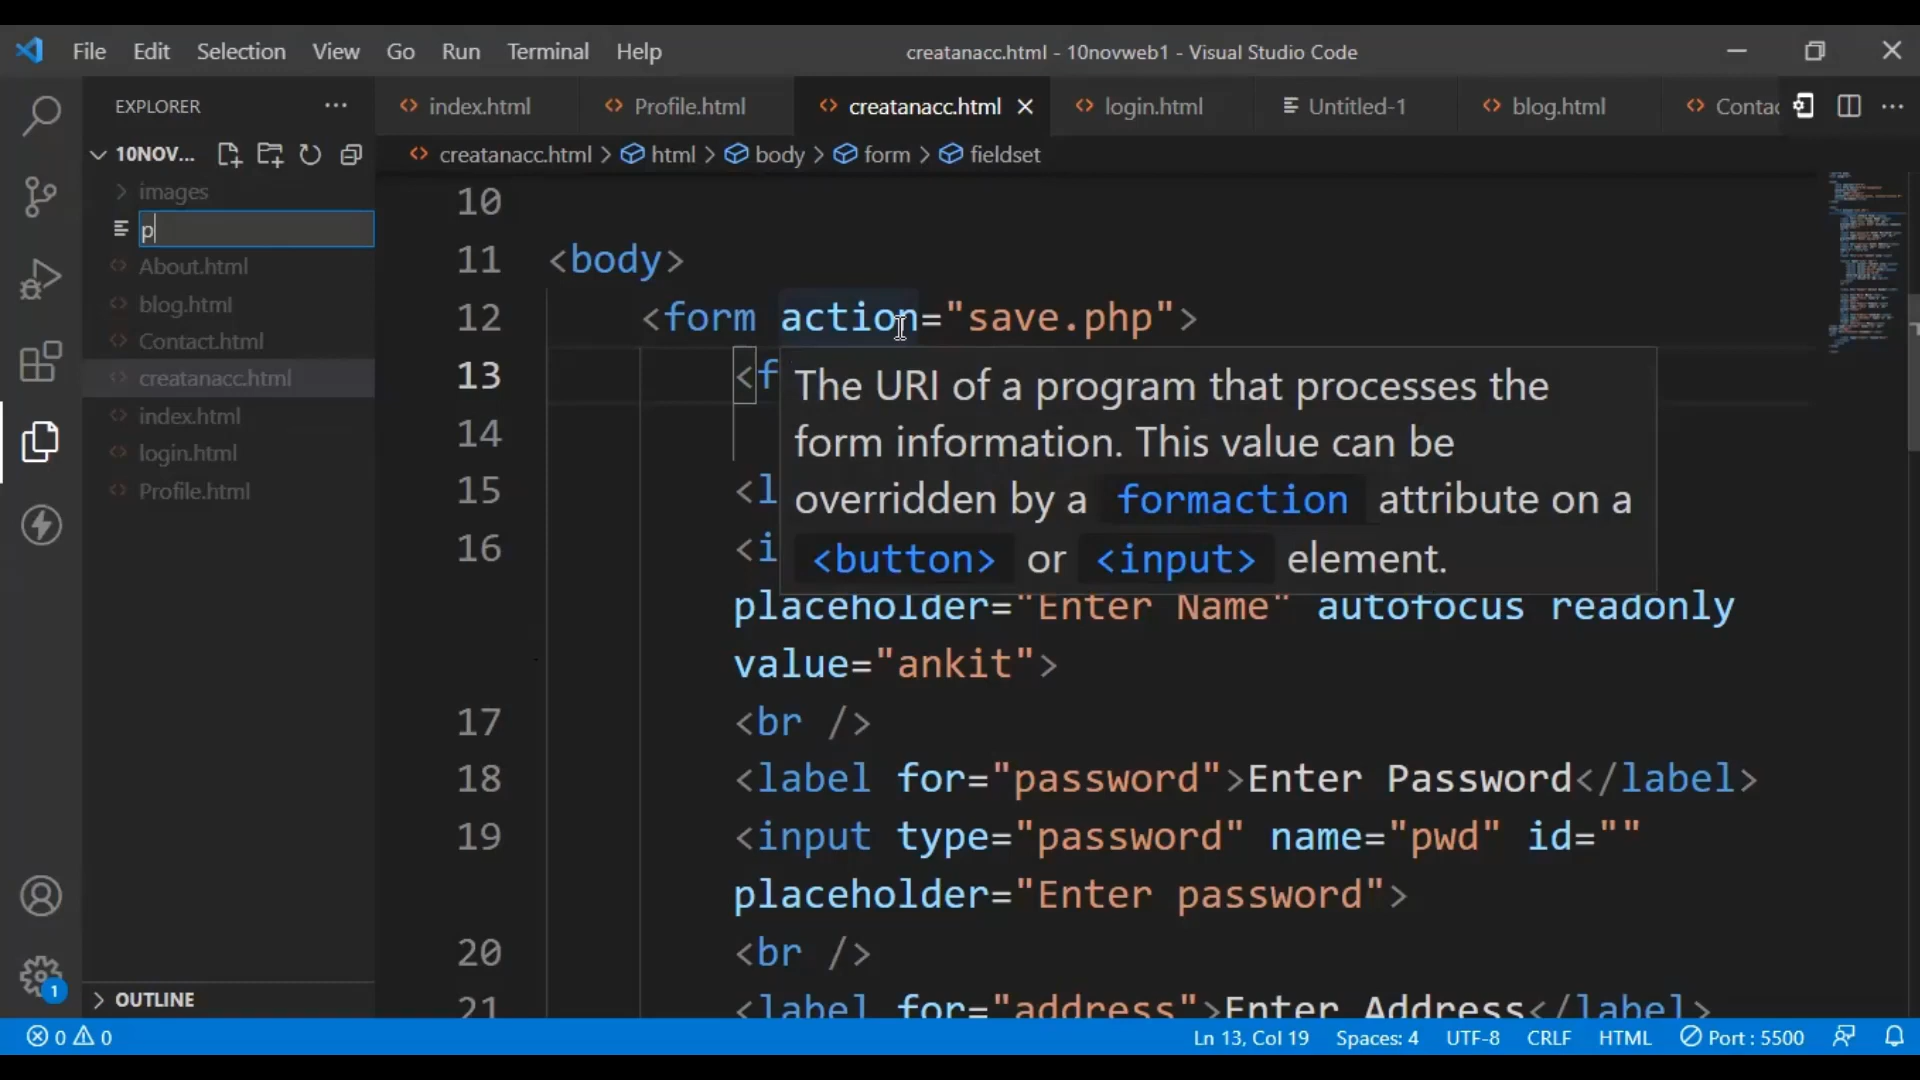 File Edit Selection View Go Run Terminal Help
creatanacc.html - 10novweb1 - Visual Studio Code
EXPLORER
index.html Profile.html creatanacc.html login.html Untitled-1 blog.html Contac
10NOV...
creatanacc.html > html > body > form > fieldset
images
p
About.html
blog.html
Contact.html
creatanacc.html
index.html
login.html
Profile.html
OUTLINE
10
11 <body>
12 <form action="save.php">
13 <f
14
15 <l
16 <i
The URI of a program that processes the
form information. This value can be
overridden by a formaction attribute on a
<button> or <input> element.
placeholder="Enter Name" autofocus readonly
value="ankit">
17 <br />
18 <label for="password">Enter Password</label>
19 <input type="password" name="pwd" id=""
placeholder="Enter password">
20 <br />
21 <label for="address">Enter Address</label>
1
0 0
Ln 13, Col 19 Spaces: 4 UTF-8 CRLF HTML Port : 5500